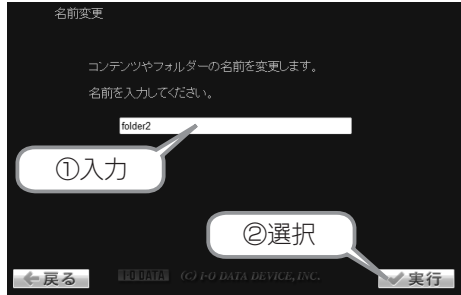 名前変更
コンテンツやフォルダーの名前を変更します。
名前を入力してください。
folder2
①入力
②選択
戻る
I-O DATA (C) I-O DATA DEVICE, INC.
実行